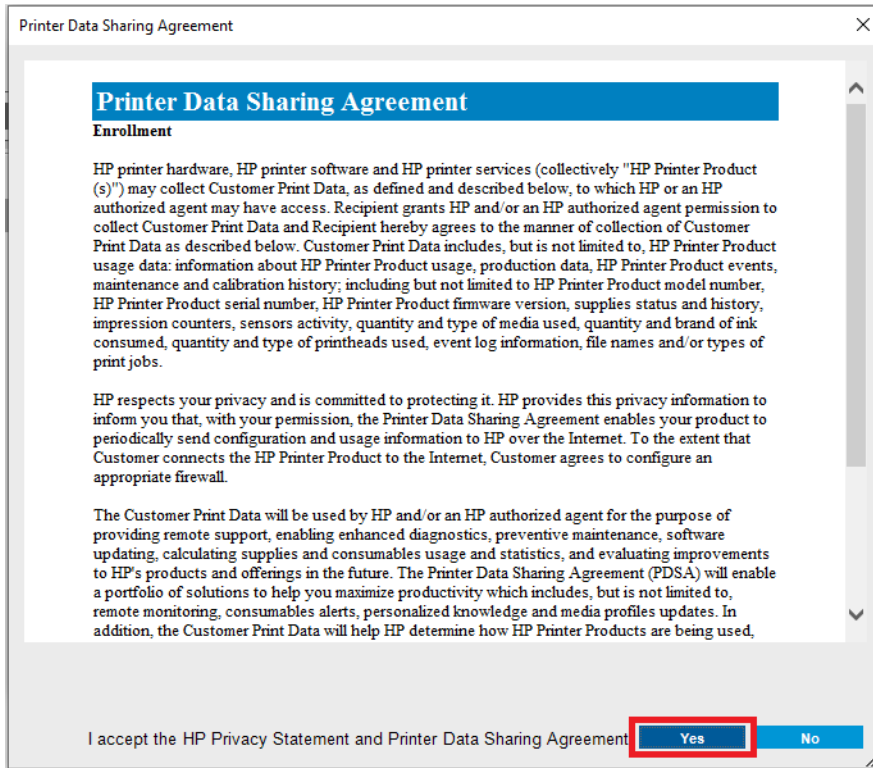 Printer Data Sharing Agreement
Printer Data Sharing Agreement
Enrollment
HP printer hardware, HP printer software and HP printer services (collectively "HP Printer Product
(s)") may collect Customer Print Data, as defined and described below, to which HP or an HP
authorized agent may have access. Recipient grants HP and/or an HP authorized agent permission to
collect Customer Print Data and Recipient hereby agrees to the manner of collection of Customer
Print Data as described below. Customer Print Data includes, but is not limited to, HP Printer Product
usage data: information about HP Printer Product usage, production data, HP Printer Product events,
maintenance and calibration history; including but not limited to HP Printer Product model number,
HP Printer Product serial number, HP Printer Product firmware version, supplies status and history,
impression counters, sensors activity, quantity and type of media used, quantity and brand of ink
consumed, quantity and type of printheads used, event log information, file names and/or types of
print jobs.
HP respects your privacy and is committed to protecting it. HP provides this privacy information to
inform you that, with your permission, the Printer Data Sharing Agreement enables your product to
periodically send configuration and usage information to HP over the Internet. To the extent that
Customer connects the HP Printer Product to the Internet, Customer agrees to configure an
appropriate firewall.
The Customer Print Data will be used by HP and/or an HP authorized agent for the purpose of
providing remote support, enabling enhanced diagnostics, preventive maintenance, software
updating, calculating supplies and consumables usage and statistics, and evaluating improvements
to HP's products and offerings in the future. The Printer Data Sharing Agreement (PDSA) will enable
a portfolio of solutions to help you maximize productivity which includes, but is not limited to,
remote monitoring, consumables alerts, personalized knowledge and media profiles updates. In
addition, the Customer Print Data will help HP determine how HP Printer Products are being used,
I accept the HP Privacy Statement and Printer Data Sharing Agreement Yes No